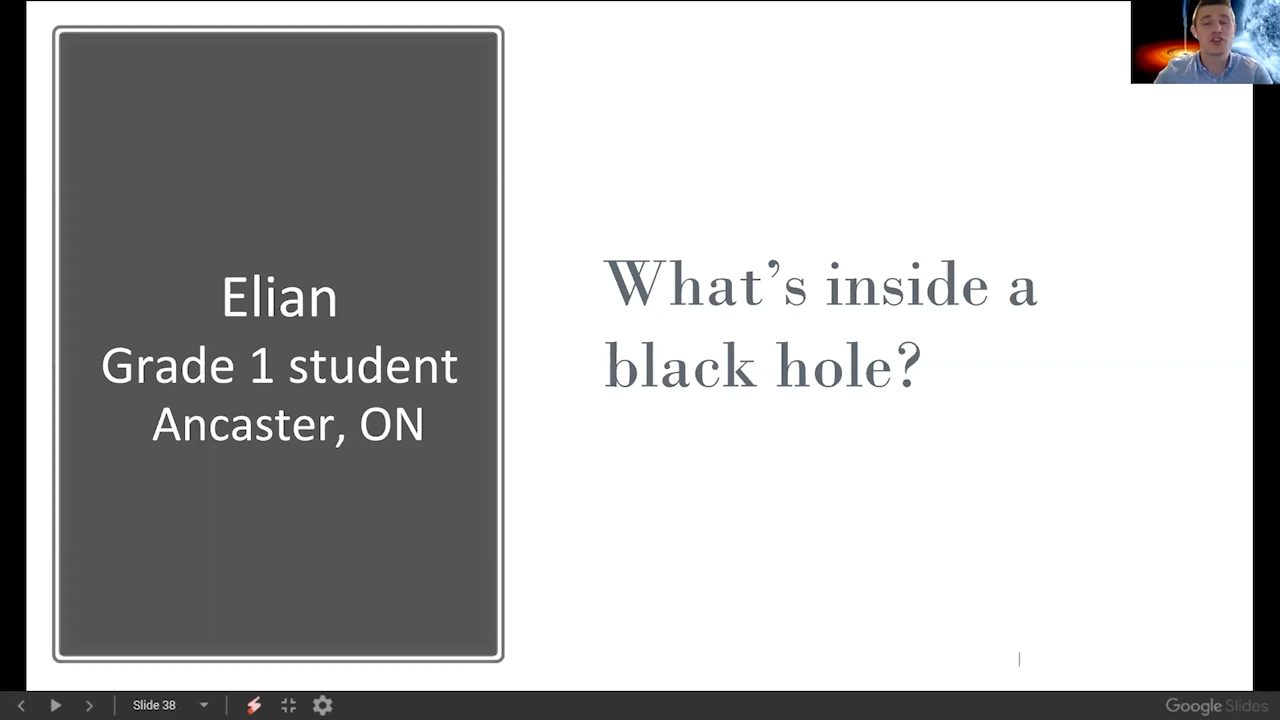 Elian
Grade 1 student
Ancaster, ON
What's inside a
black hole?
Slide 38
Google Slides